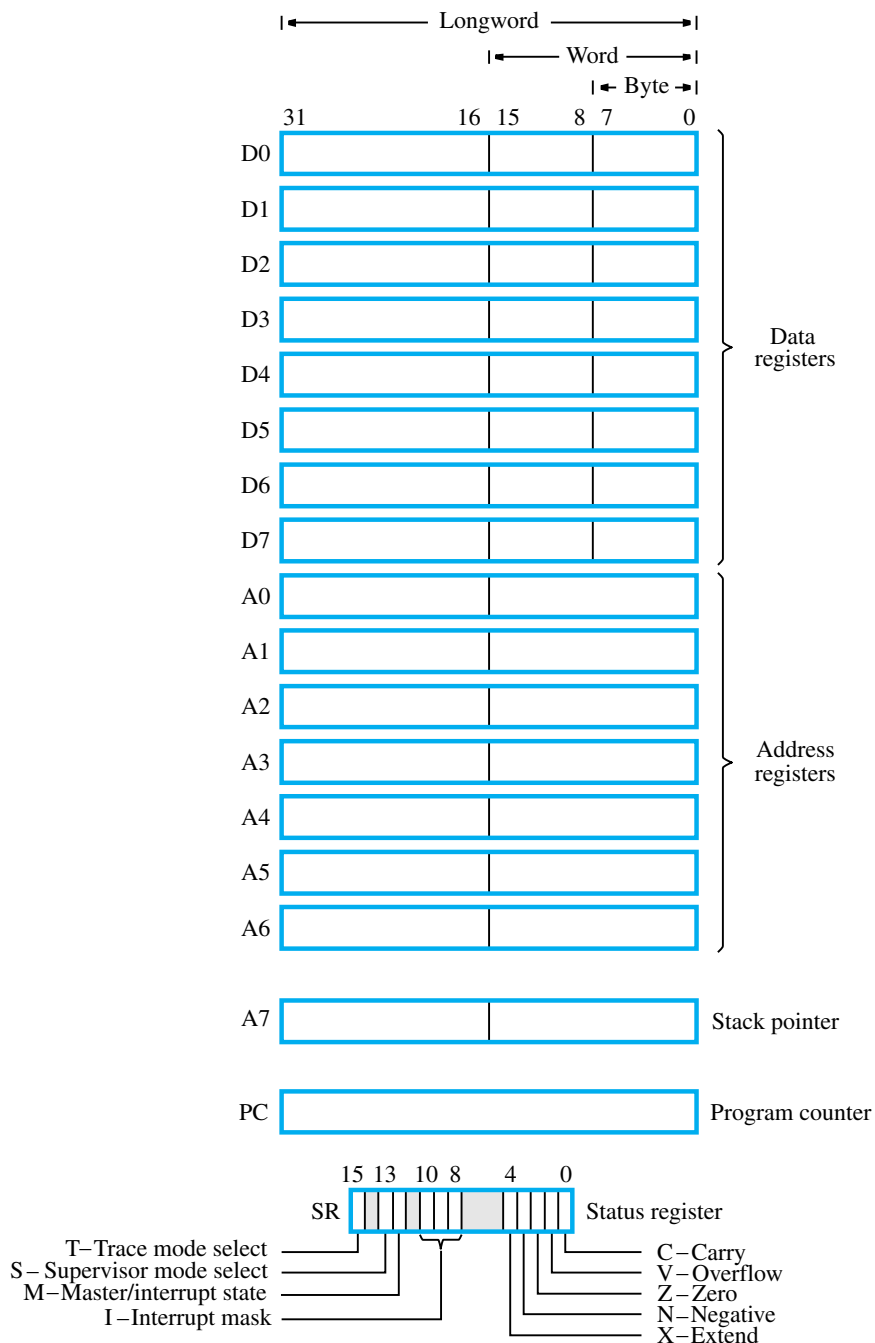 Longword
Word
Byte
31 16 15 8 7 0
D0
D1
D2
D3
D4
D5
D6
D7
Data
registers
A0
A1
A2
A3
A4
A5
A6
Address
registers
A7 Stack pointer
PC Program counter
15 13 10 8 4 0
SR Status register
T–Trace mode select
S–Supervisor mode select
M–Master/interrupt state
I–Interrupt mask
C–Carry
V–Overflow
Z–Zero
N–Negative
X–Extend